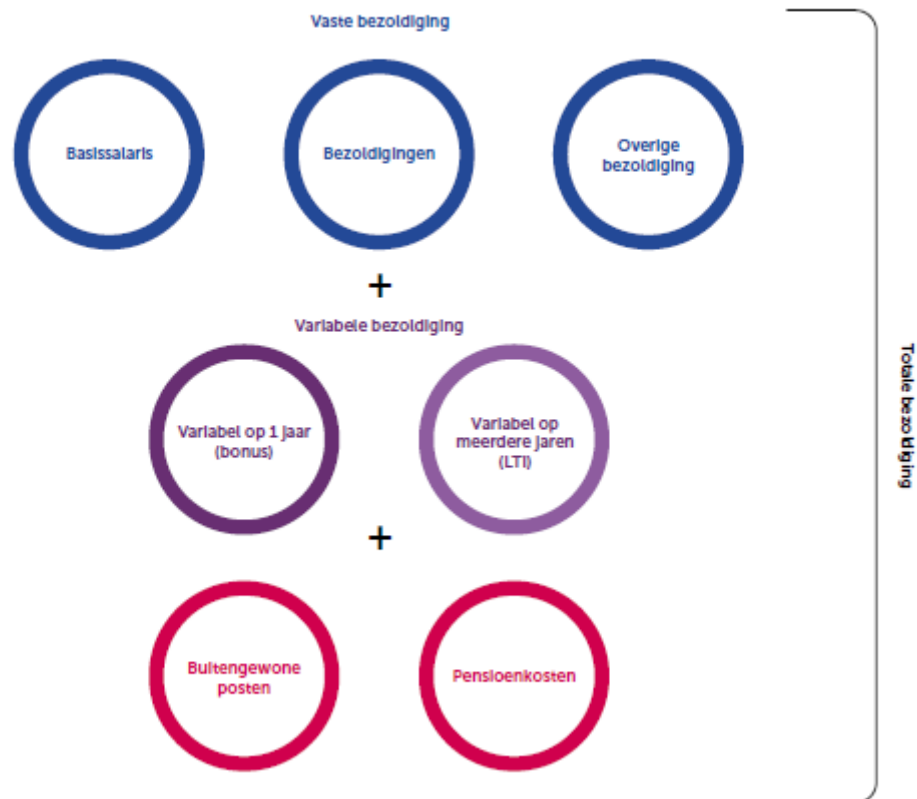 Vaste bezoldiging
Basissalaris
Bezoldigingen
Overige
bezoldiging
+
Variabele bezoldiging
Variabel op 1 jaar
(bonus)
Variabel op
meerdere jaren
(LTI)
+
Buitengewone
posten
Pensioenkosten
Totale bezoldiging